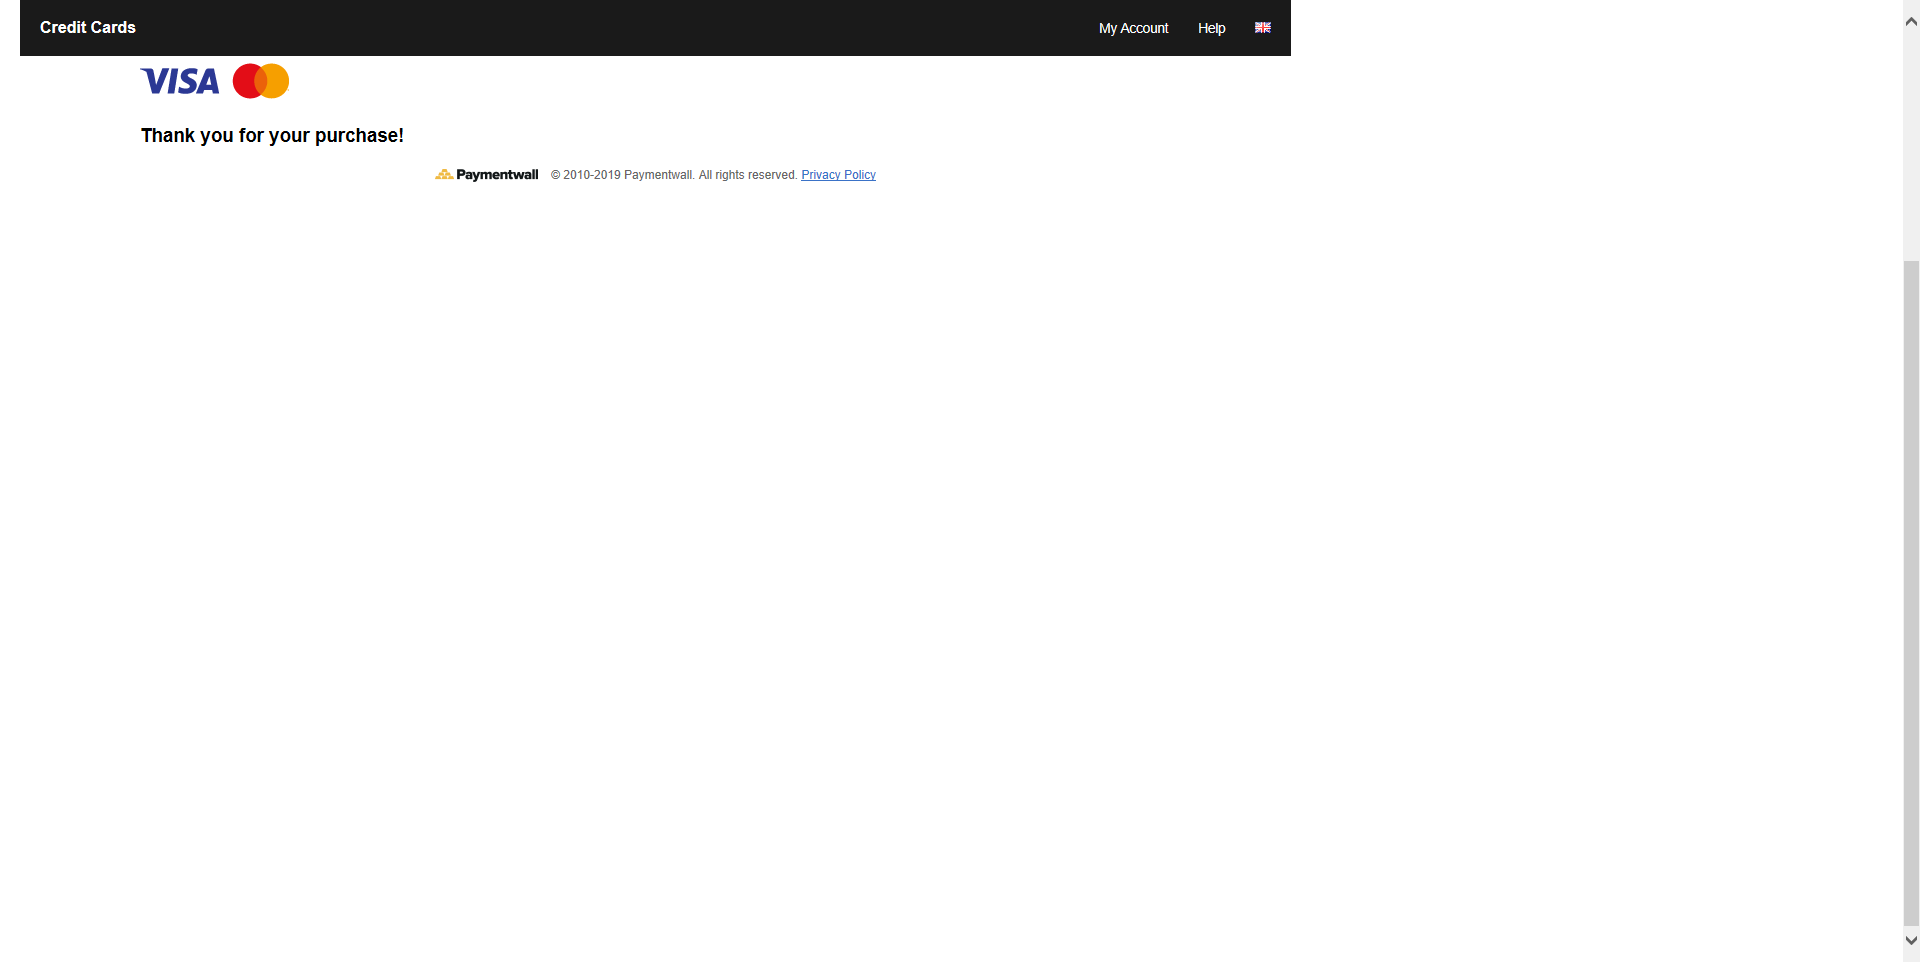 Credit Cards
My Account Help
VISA
Thank you for your purchase!
Paymentwall © 2010-2019 Paymentwall. All rights reserved. Privacy Policy